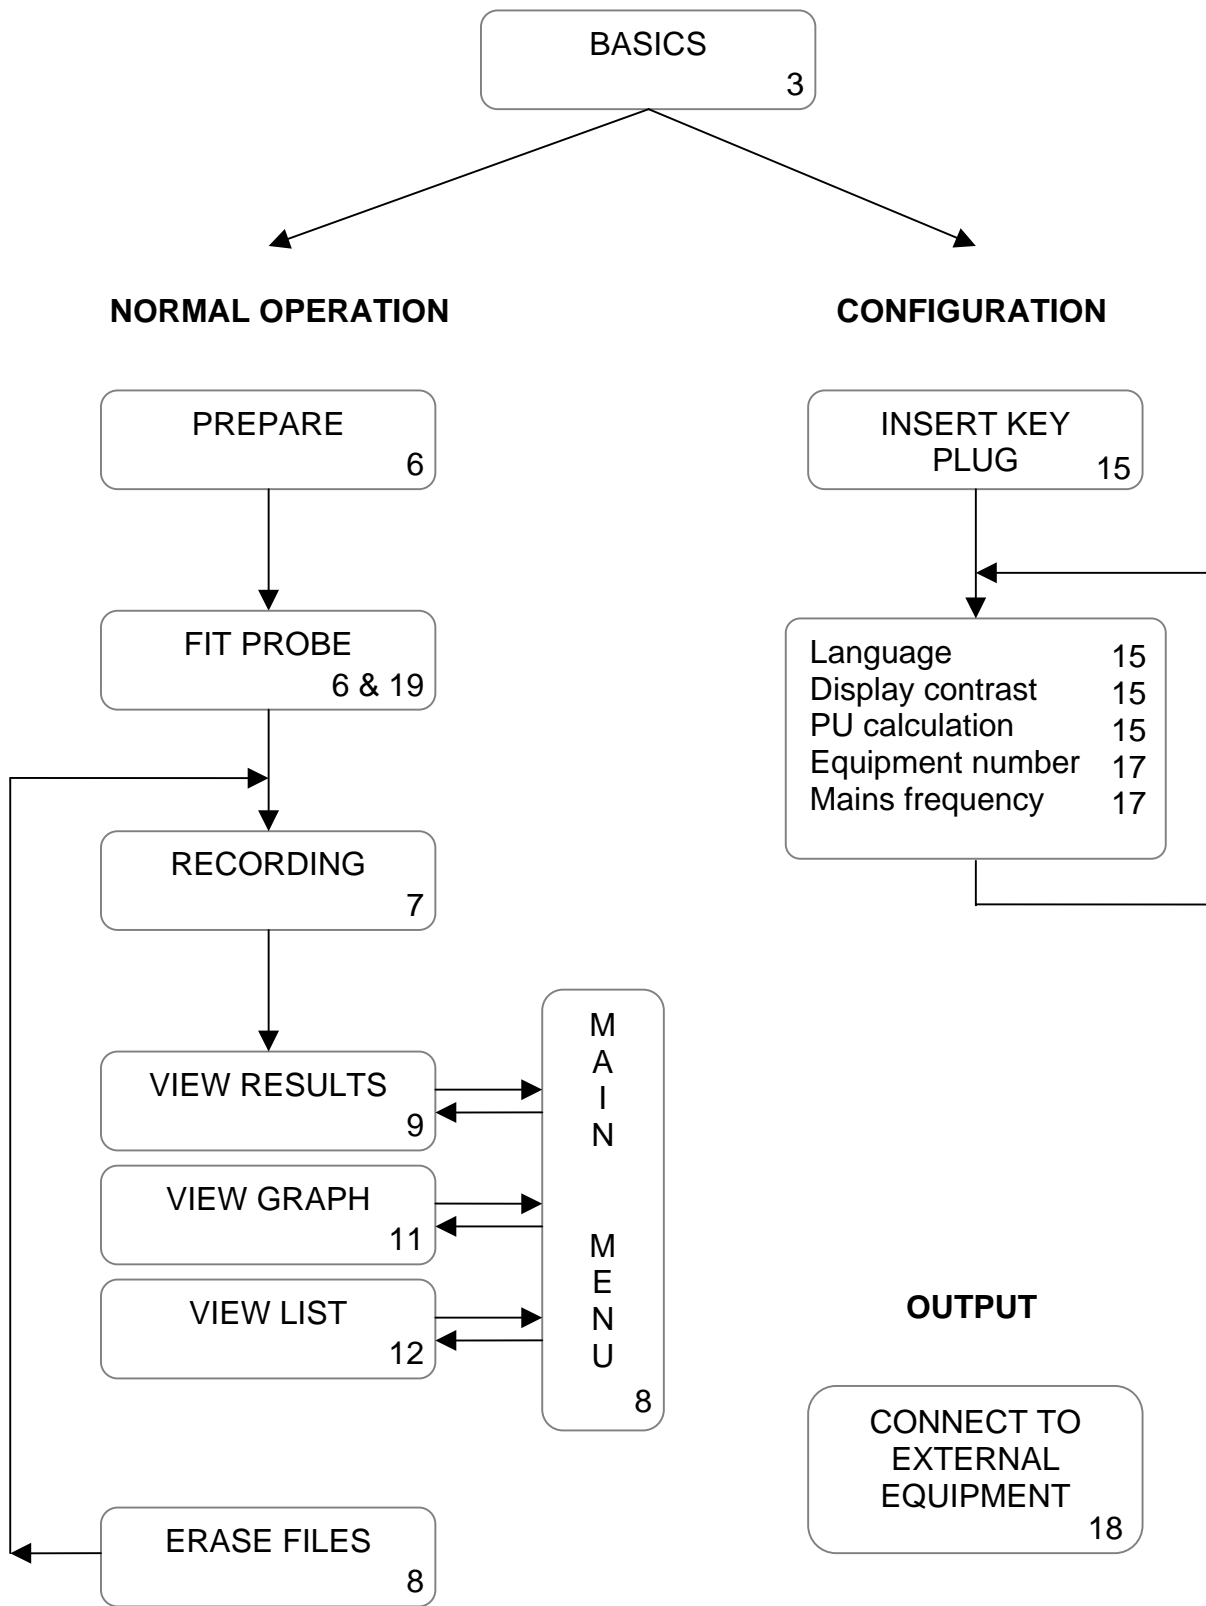 BASICS
3
NORMAL OPERATION
PREPARE
6
FIT PROBE
6 & 19
RECORDING
7
VIEW RESULTS
9
VIEW GRAPH
11
VIEW LIST
12
MAIN MENU
8
ERASE FILES
8
CONFIGURATION
INSERT KEY
PLUG 15
Language 15
Display contrast 15
PU calculation 15
Equipment number 17
Mains frequency 17
OUTPUT
CONNECT TO
EXTERNAL
EQUIPMENT
18